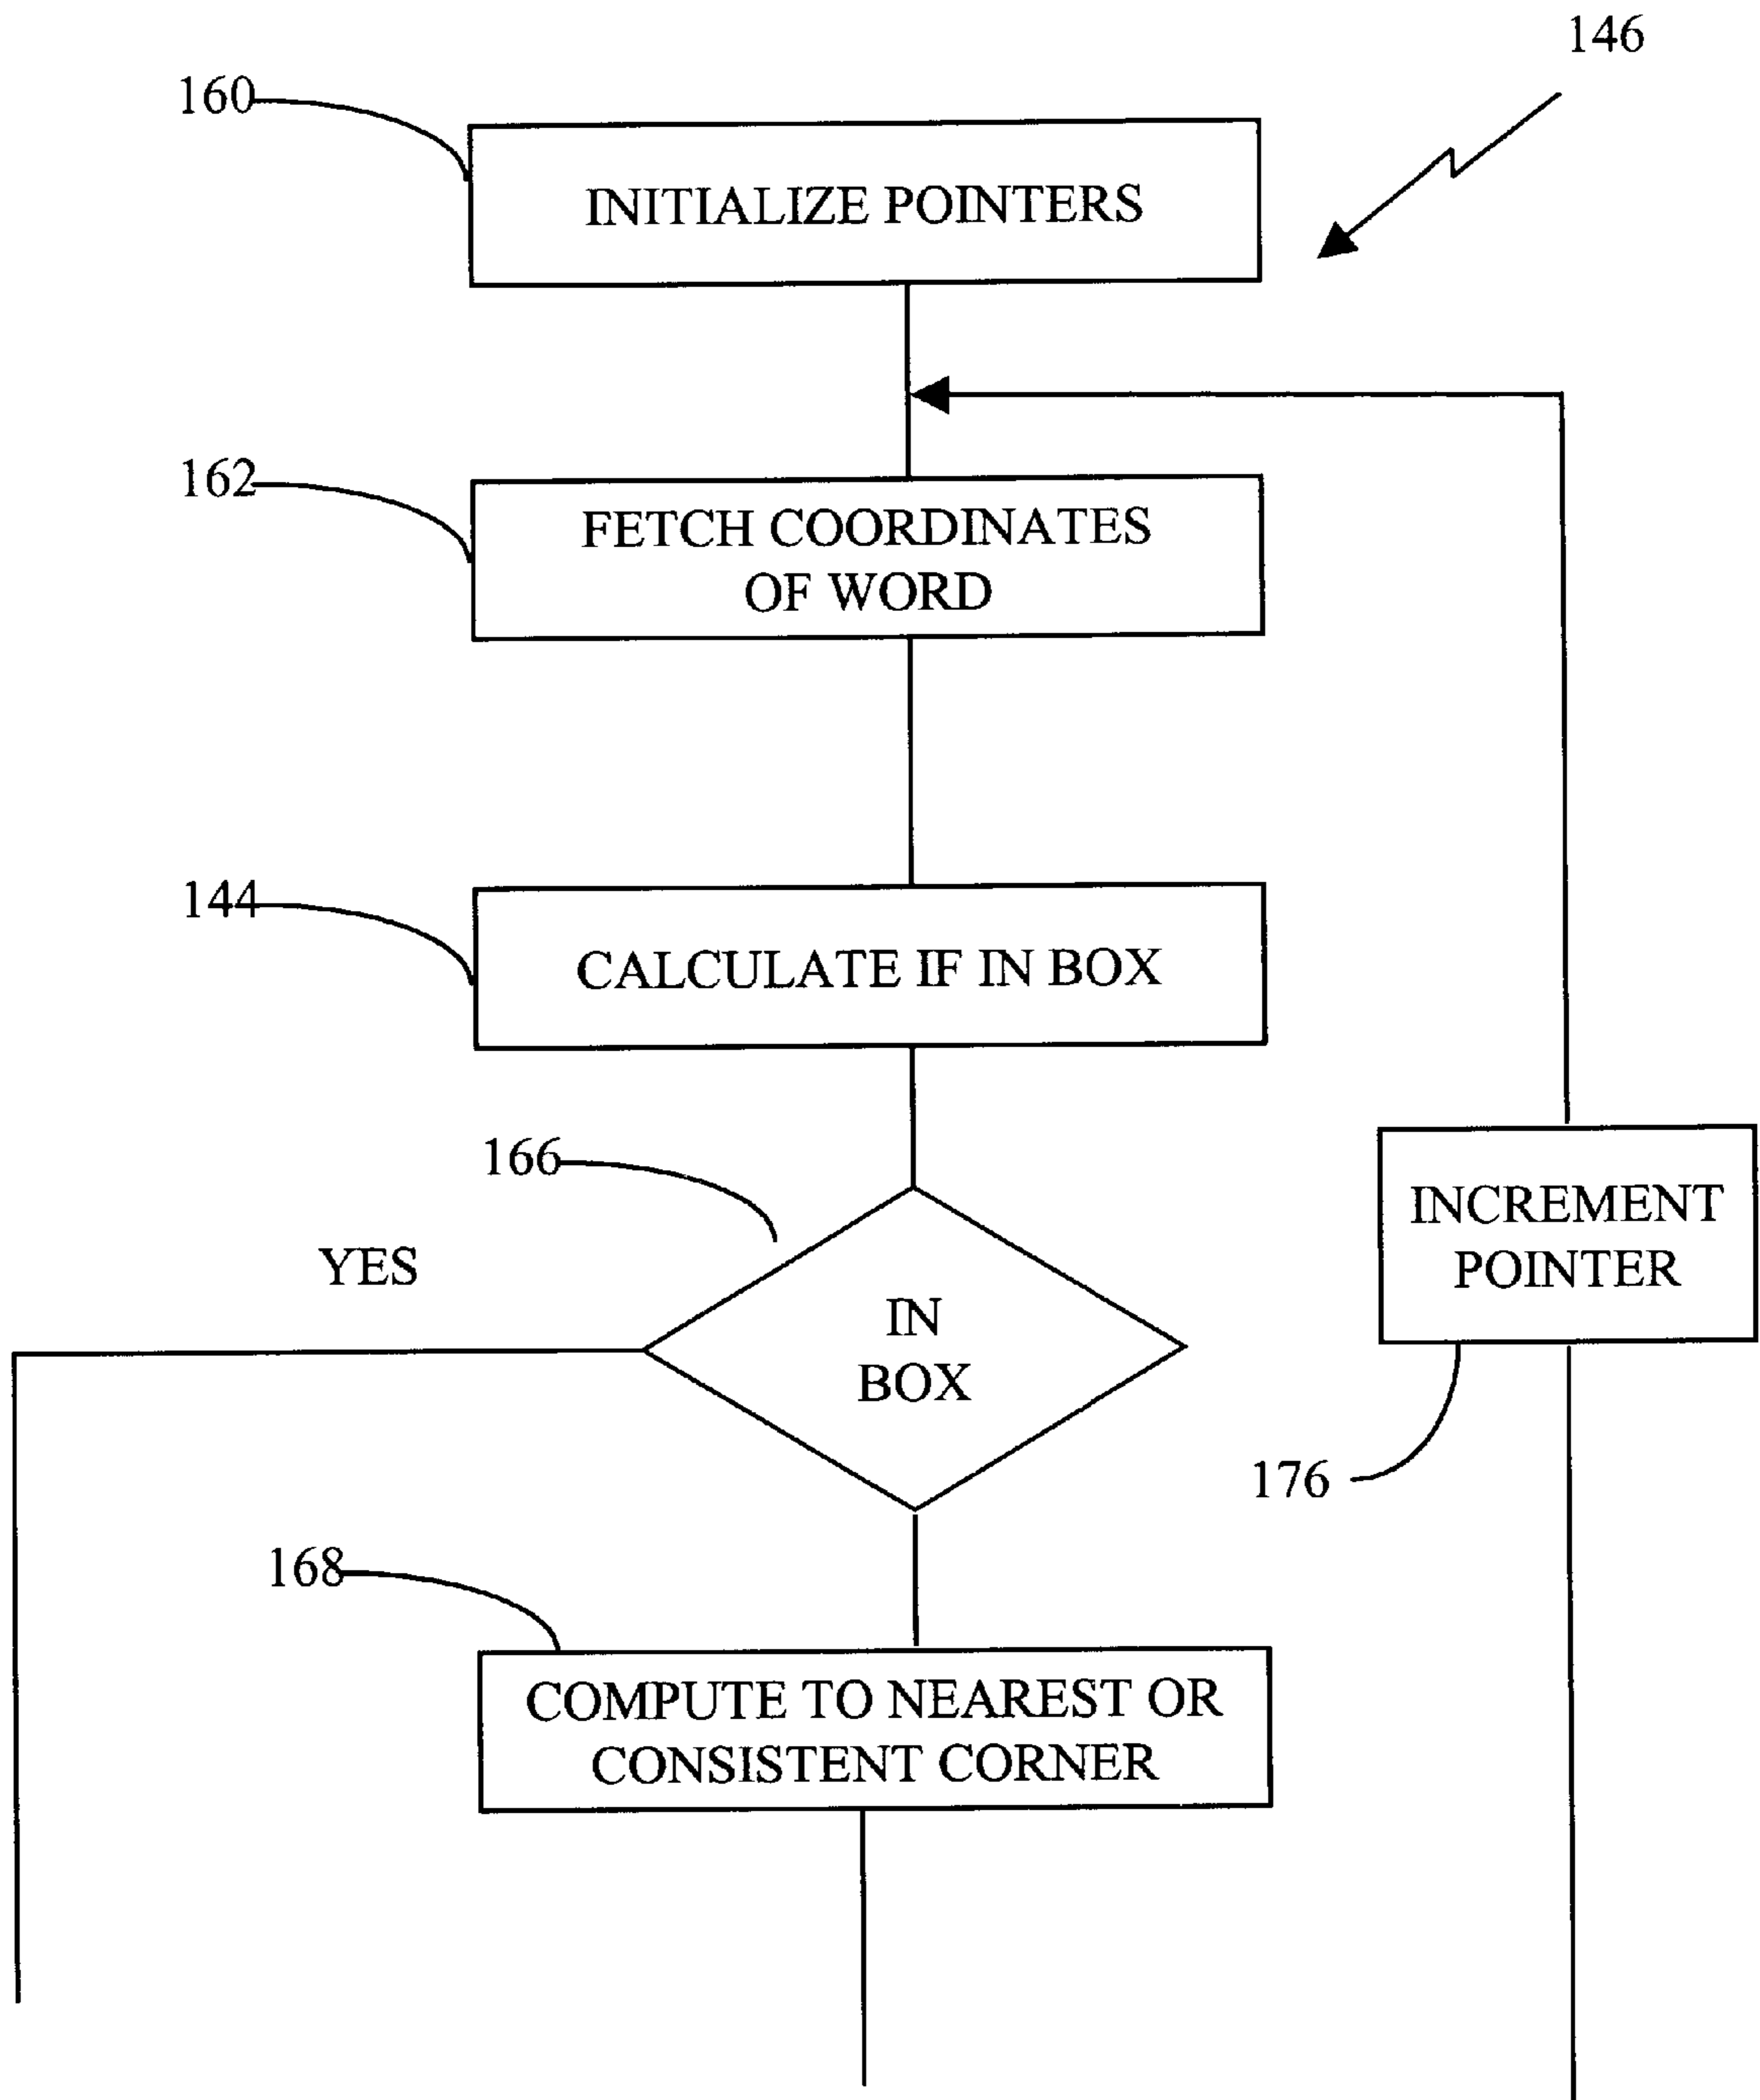 146
160
INITIALIZE POINTERS
162
FETCH COORDINATES
OF WORD
144
CALCULATE IF IN BOX
166
YES
IN
BOX
INCREMENT
POINTER
176
168
COMPUTE TO NEAREST OR
CONSISTENT CORNER